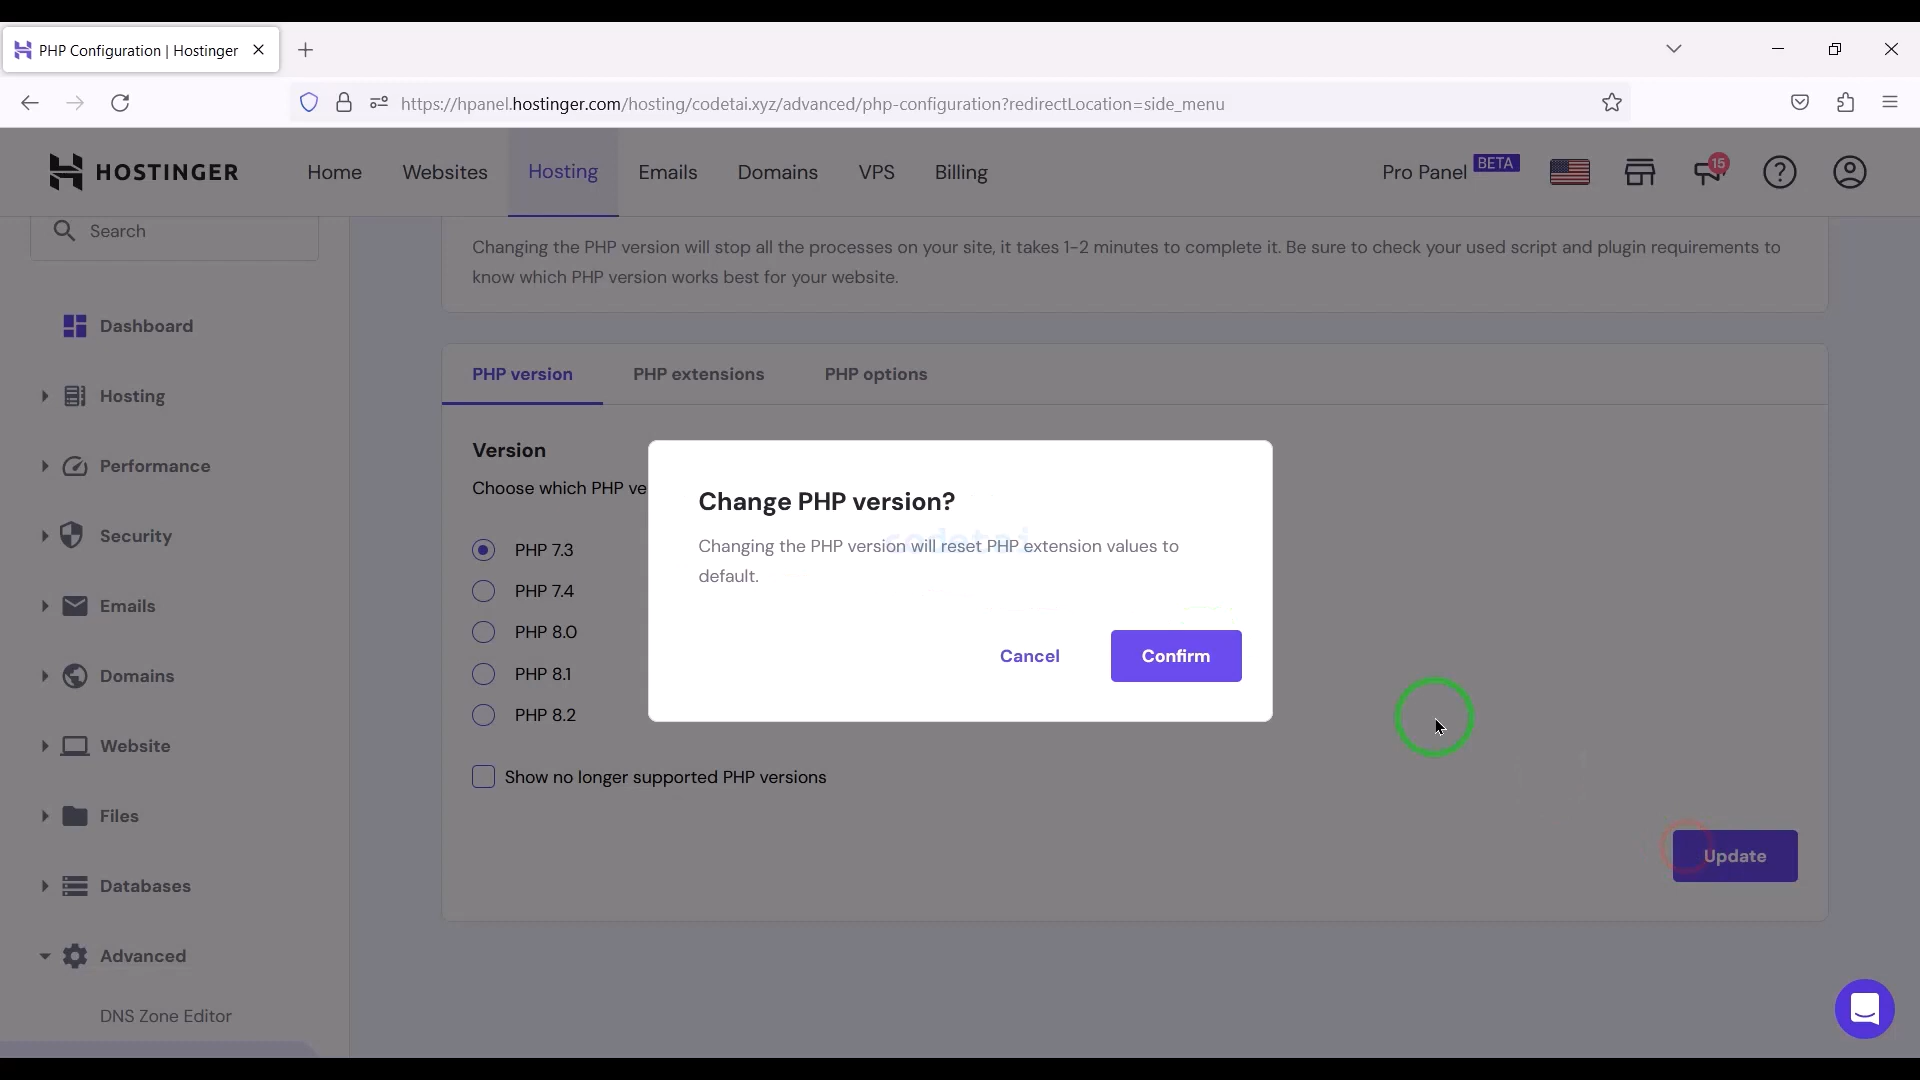 PHP Configuration | Hostinger
https://hpanel.hostinger.com/hosting/codetai.xyz/advanced/php-configuration?redirectLocation=side_menu
HOSTINGER
Home
Websites
Hosting
Emails
Domains
VPS
Billing
Pro Panel BETA
15
Search
Changing the PHP version will stop all the processes on your site, it takes 1-2 minutes to complete it. Be sure to check your used script and plugin requirements to
know which PHP version works best for your website.
Dashboard
Hosting
Performance
Security
Emails
Domains
Website
Files
Databases
Advanced
DNS Zone Editor
PHP version
PHP extensions
PHP options
Version
Choose which PHP ve
PHP 7.3
PHP 7.4
PHP 8.0
PHP 8.1
PHP 8.2
Show no longer supported PHP versions
Update
Change PHP version?
codetai
Changing the PHP version will reset PHP extension values to
default.
Cancel
Confirm